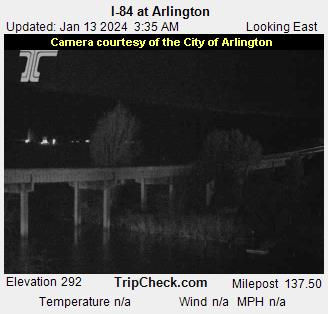 I-84 at Arlington
Updated: Jan 13 2024 3:35 AM Looking East
Camera courtesy of the City of Arlington
Elevation 292 TripCheck.com Milepost 137.50
Temperature n/a Wind n/a MPH n/a